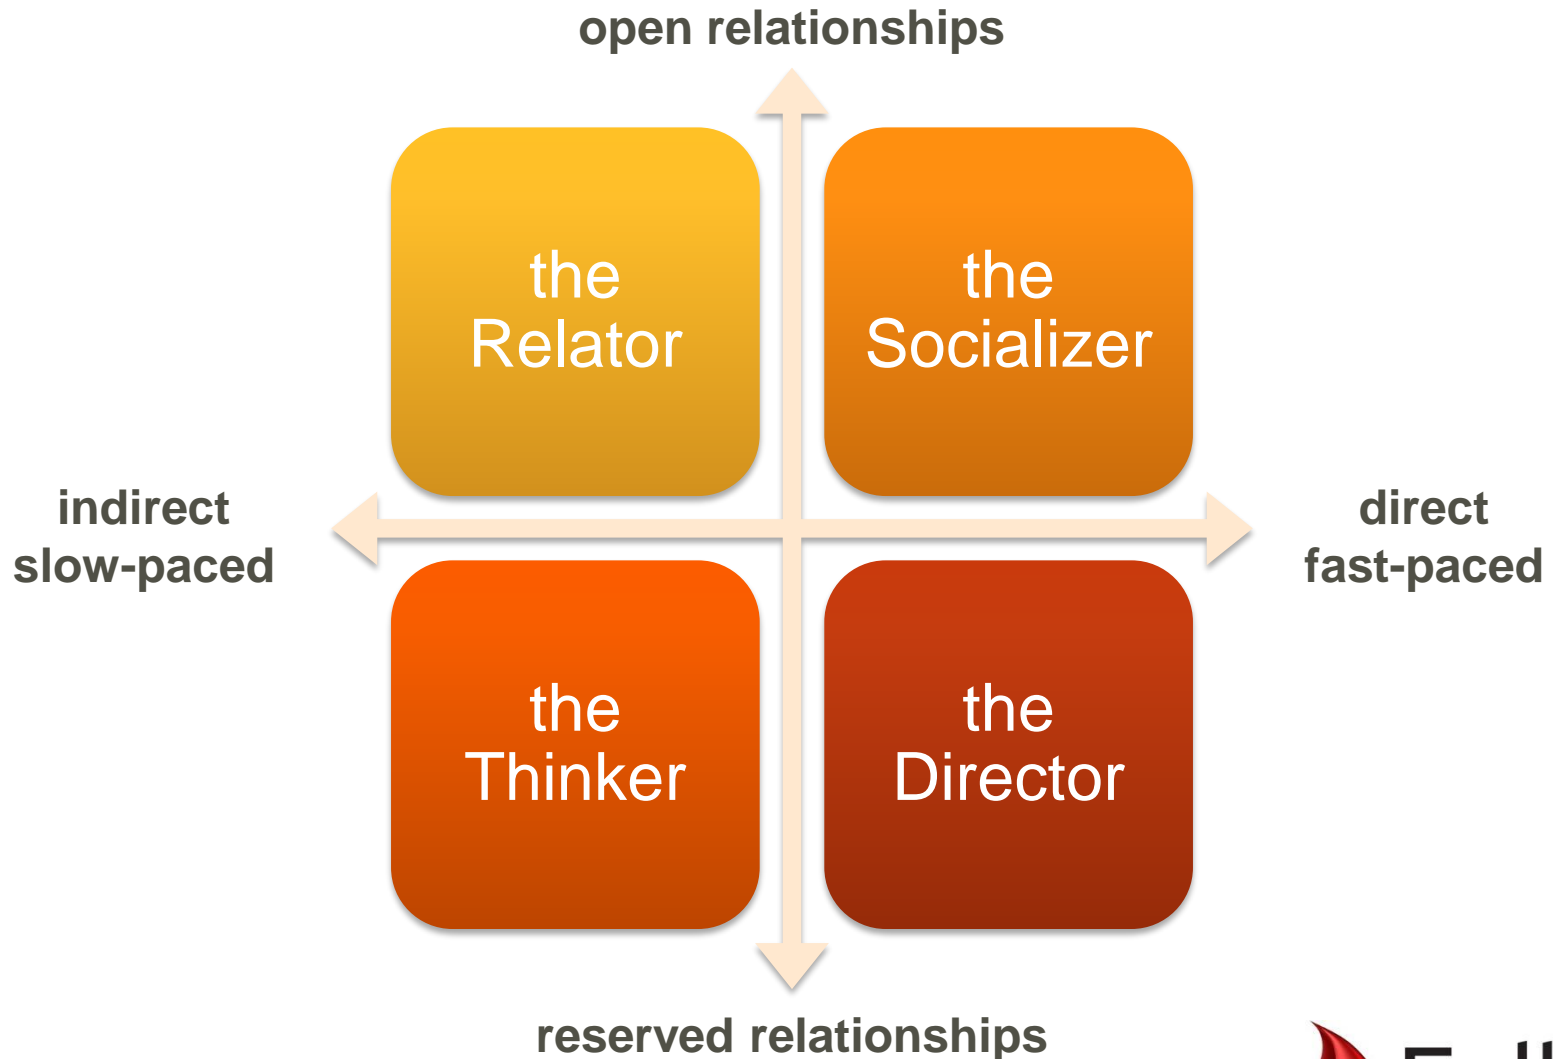 open relationships
the
Relator
the
Socializer
indirect
slow-paced
direct
fast-paced
the
Thinker
the
Director
reserved relationships